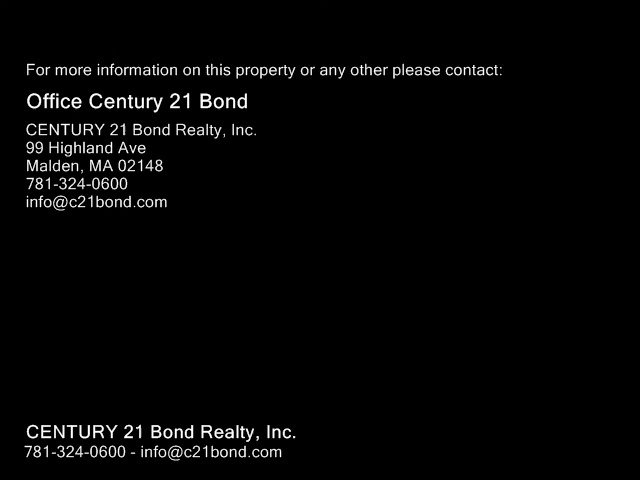 For more information on this property or any other please contact:
Office Century 21 Bond
CENTURY 21 Bond Realty, Inc.
99 Highland Ave
Malden, MA 02148
781-324-0600
info@c21bond.com
CENTURY 21 Bond Realty, Inc.
781-324-0600 - info@c21bond.com